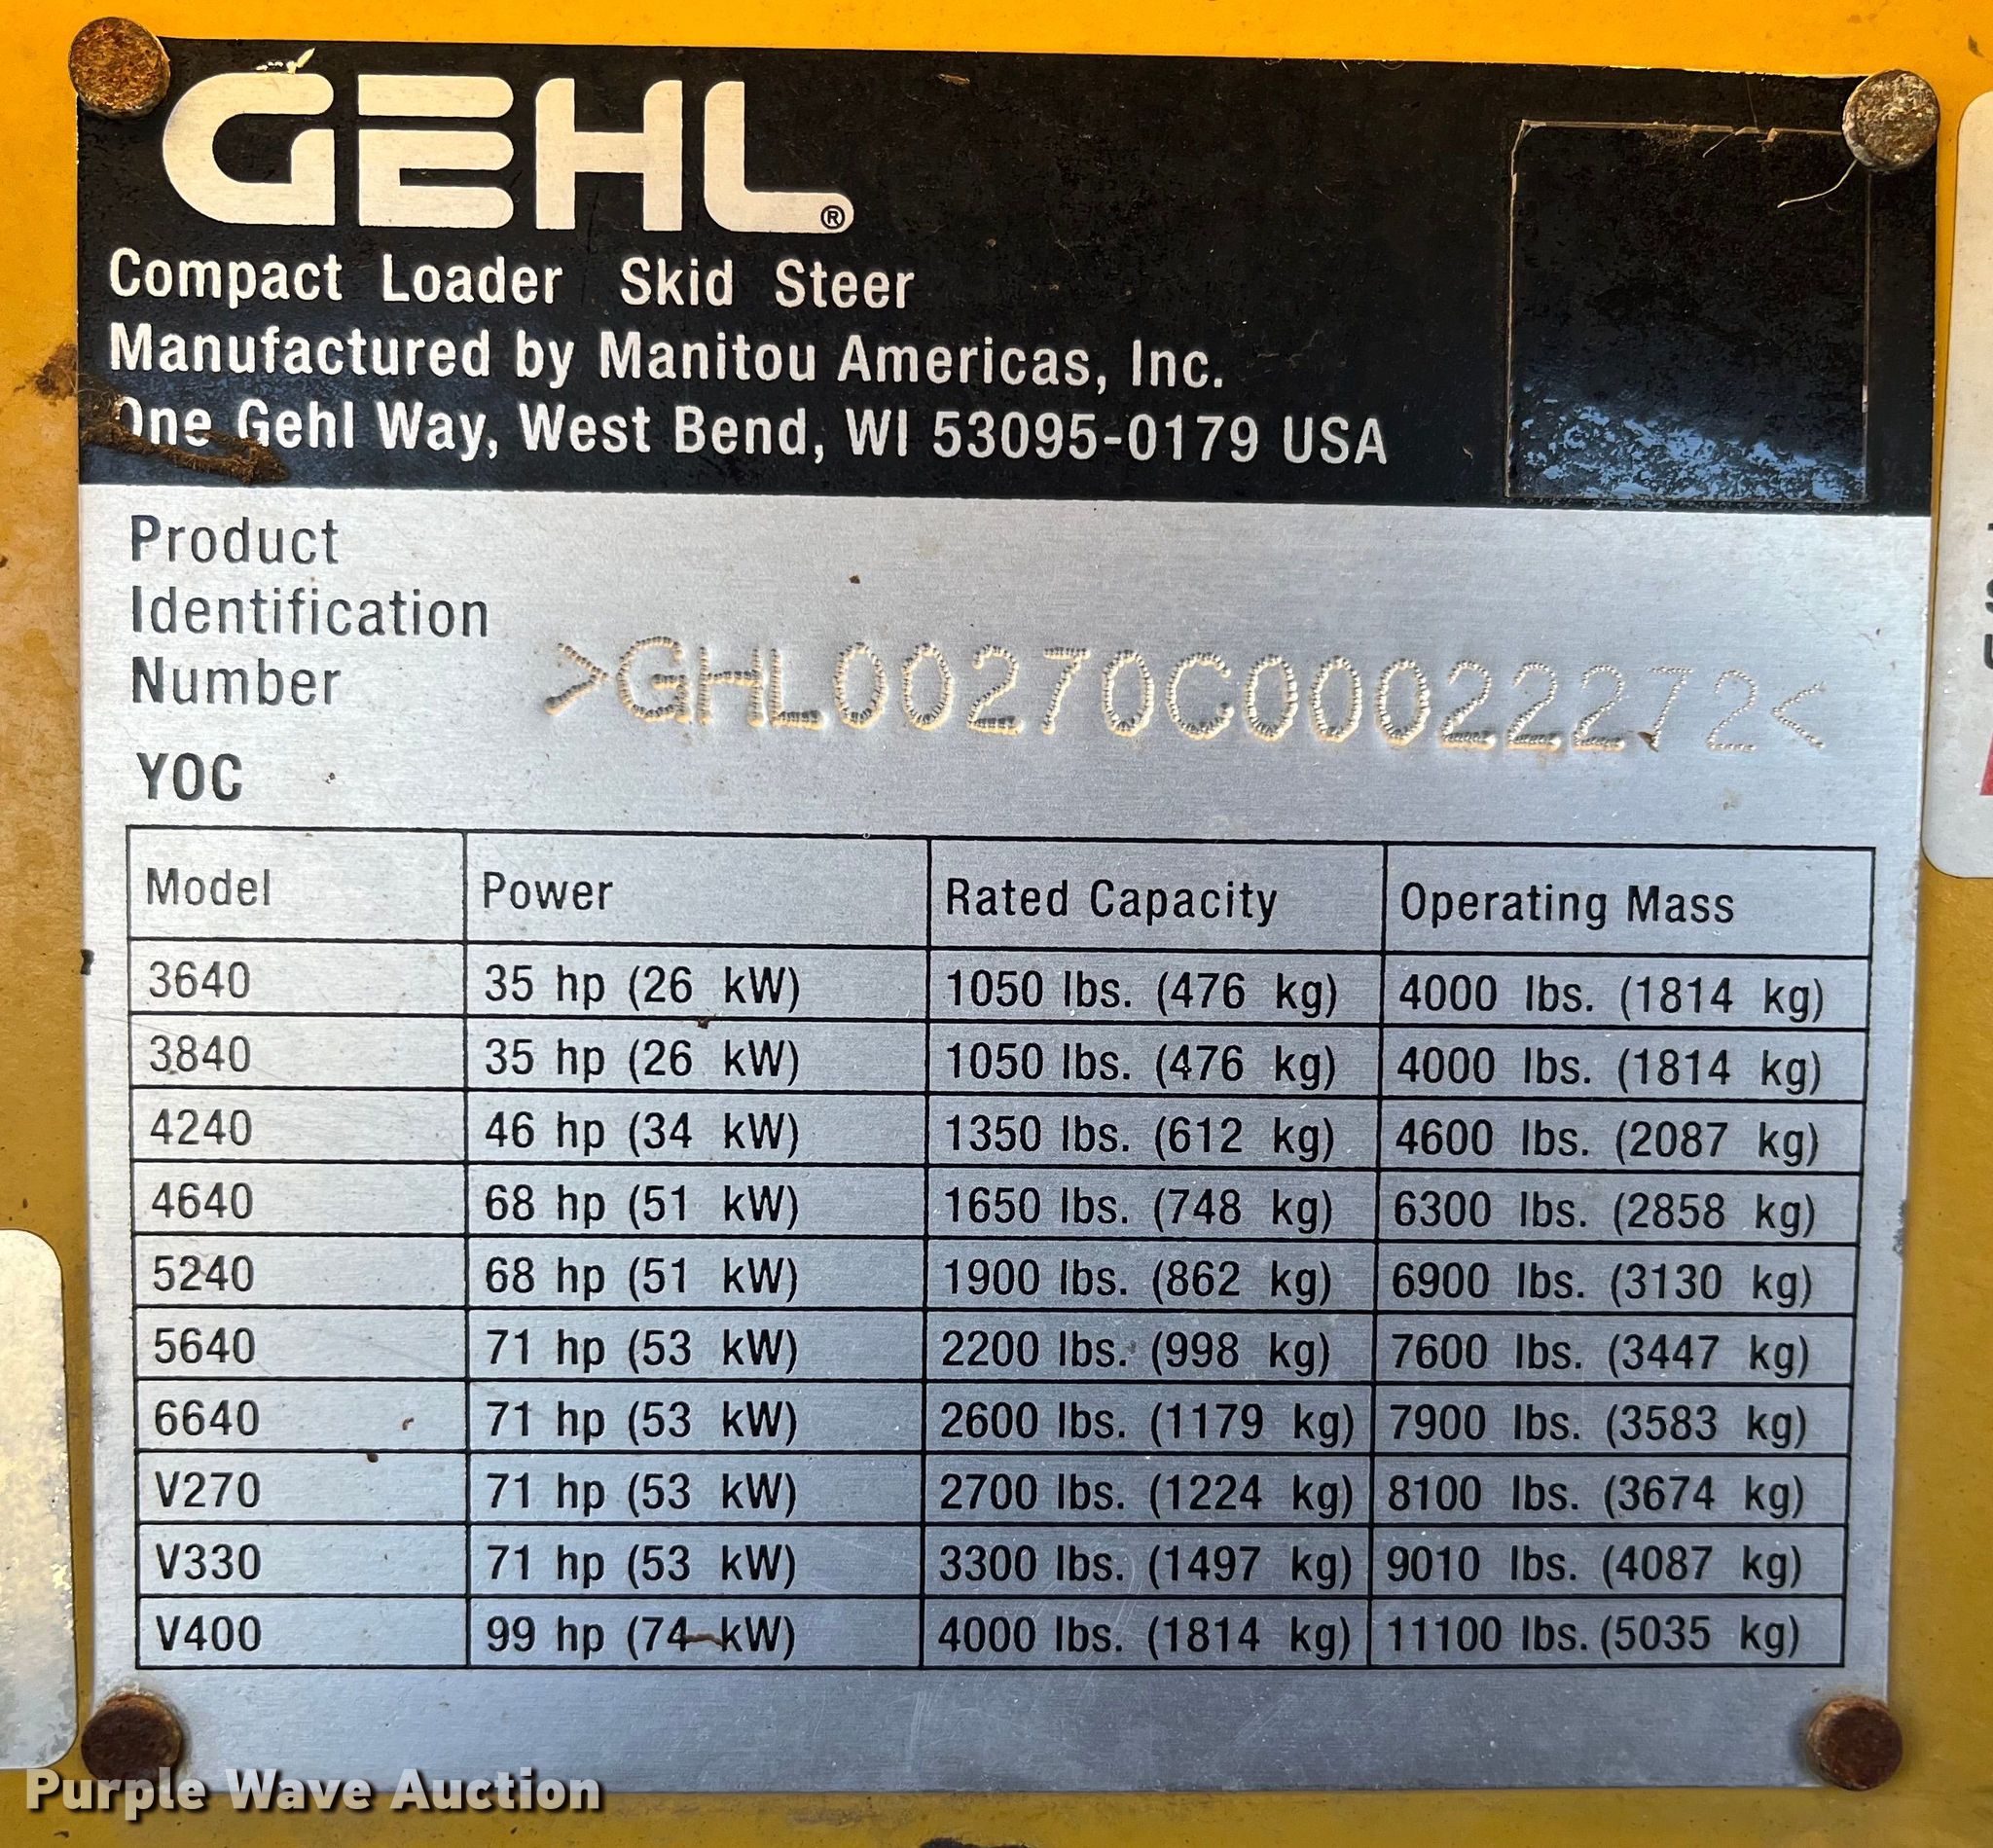 GEHL®
Compact Loader Skid Steer
Manufactured by Manitou Americas, Inc.
One Gehl Way, West Bend, WI 53095-0179 USA
Product
Identification
Number
>GHL00270C00022272<
YOC
Model Power Rated Capacity Operating Mass
3640 35 hp (26 kW) 1050 lbs. (476 kg) 4000 lbs. (1814 kg)
3840 35 hp (26 kW) 1050 lbs. (476 kg) 4000 lbs. (1814 kg)
4240 46 hp (34 kW) 1350 lbs. (612 kg) 4600 lbs. (2087 kg)
4640 68 hp (51 kW) 1650 lbs. (748 kg) 6300 lbs. (2858 kg)
5240 68 hp (51 kW) 1900 lbs. (862 kg) 6900 lbs. (3130 kg)
5640 71 hp (53 kW) 2200 lbs. (998 kg) 7600 lbs. (3447 kg)
6640 71 hp (53 kW) 2600 lbs. (1179 kg) 7900 lbs. (3583 kg)
V270 71 hp (53 kW) 2700 lbs. (1224 kg) 8100 lbs. (3674 kg)
V330 71 hp (53 kW) 3300 lbs. (1497 kg) 9010 lbs. (4087 kg)
V400 99 hp (74 kW) 4000 lbs. (1814 kg) 11100 lbs. (5035 kg)
Purple Wave Auction